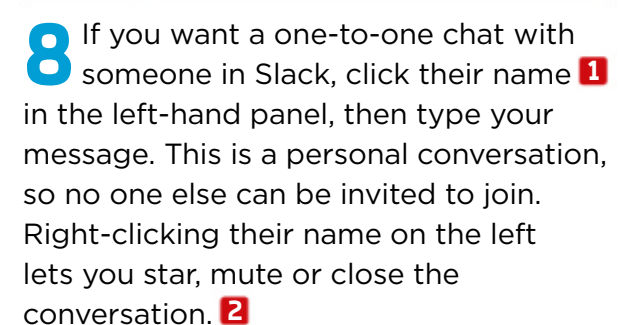 8 If you want a one-to-one chat with
someone in Slack, click their name 1
in the left-hand panel, then type your
message. This is a personal conversation,
so no one else can be invited to join.
Right-clicking their name on the left
lets you star, mute or close the
conversation. 2